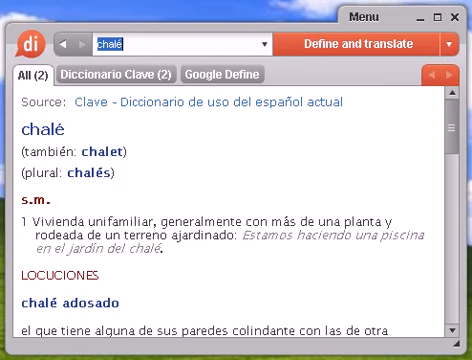 Menu
di
chalé
Define and translate
All (2)
Diccionario Clave (2)
Google Define
Source: Clave - Diccionario de uso del español actual
chalé
(también: chalet)
(plural: chalés)
s.m.
1 Vivienda unifamiliar, generalmente con más de una planta y
rodeada de un terreno ajardinado: Estamos haciendo una piscina
en el jardín del chalé.
LOCUCIONES
chalé adosado
el que tiene alguna de sus paredes colindante con las de otra